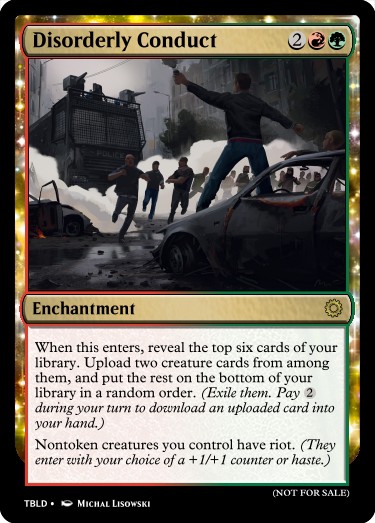 Disorderly Conduct 2
POLICE
Enchantment
When this enters, reveal the top six cards of your
library. Upload two creature cards from among
them, and put the rest on the bottom of your
library in a random order. (Exile them. Pay 2
during your turn to download an uploaded card into
your hand.)
Nontoken creatures you control have riot. (They
enter with your choice of a +1/+1 counter or haste.)
(NOT FOR SALE)
TBLD • MICHAL LISOWSKI